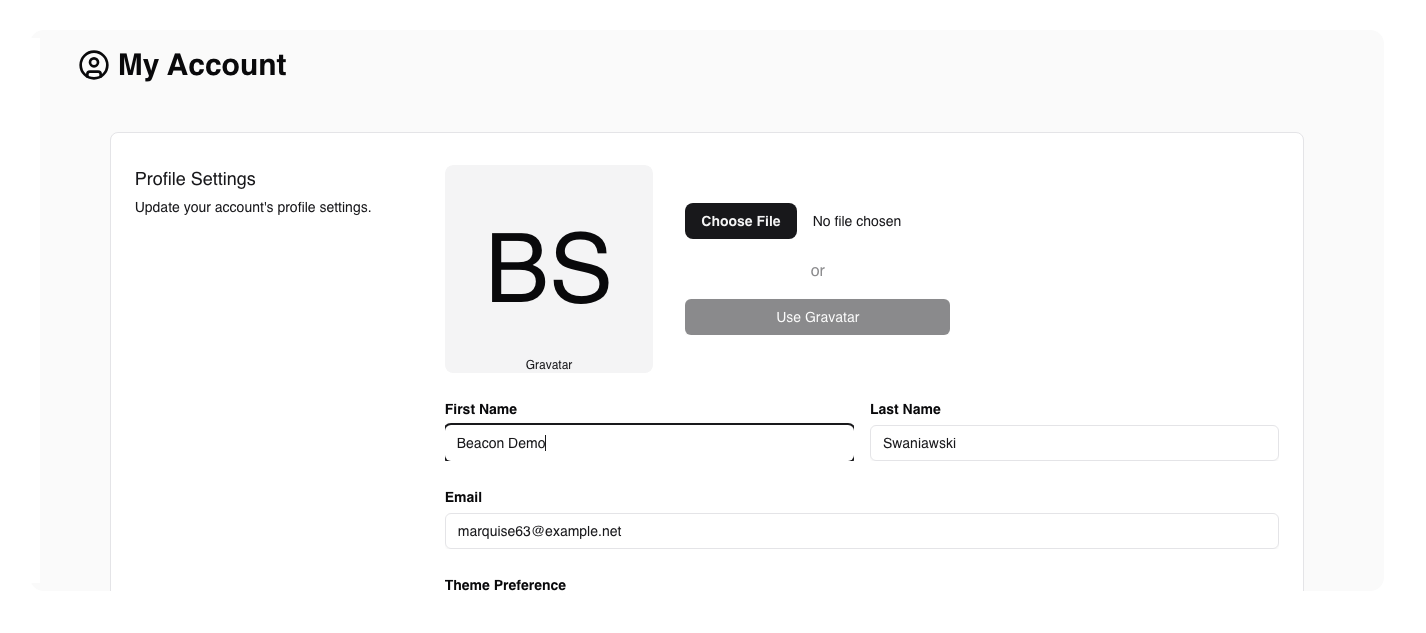 My Account
Profile Settings
Update your account's profile settings.
BS
Gravatar
Choose File No file chosen
or
Use Gravatar
First Name
Beacon Demo
Last Name
Swaniawski
Email
marquise63@example.net
Theme Preference